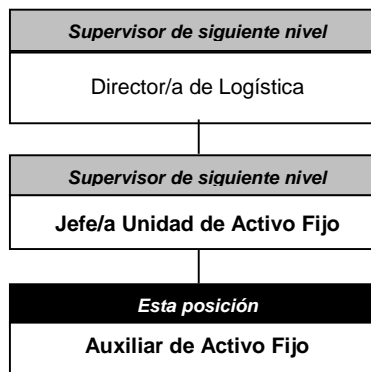 Supervisor de siguiente nivel
Director/a de Logística
Supervisor de siguiente nivel
Jefe/a Unidad de Activo Fijo
Esta posición
Auxiliar de Activo Fijo